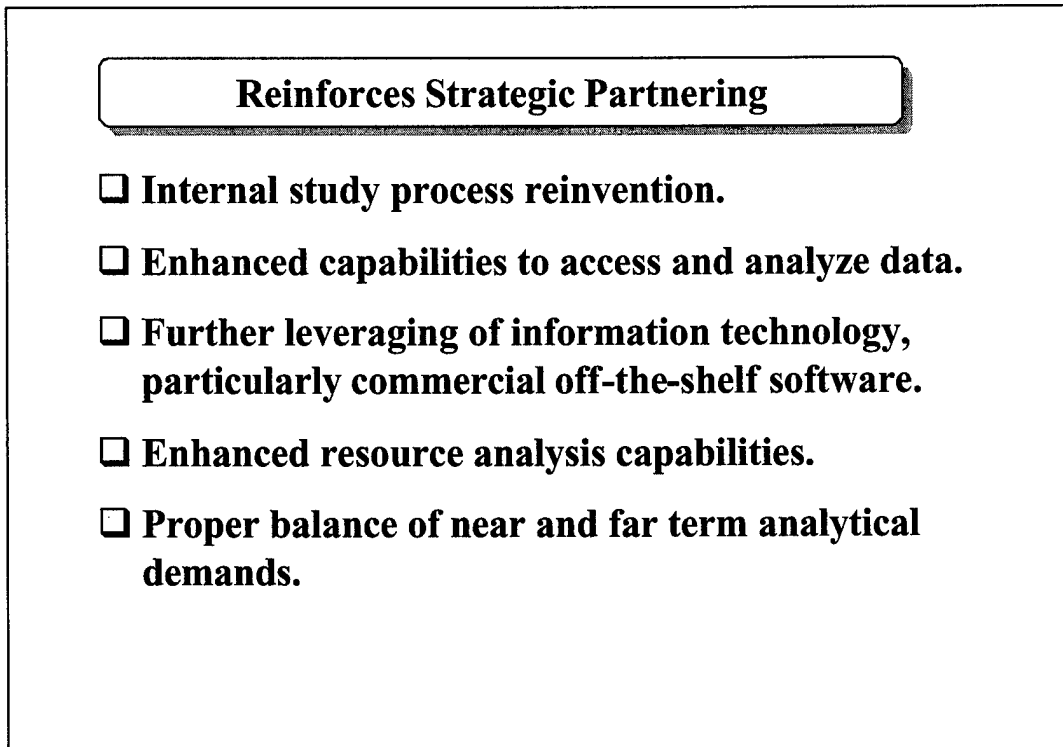 Reinforces Strategic Partnering
❑ Internal study process reinvention.
❑ Enhanced capabilities to access and analyze data.
❑ Further leveraging of information technology,
particularly commercial off-the-shelf software.
❑ Enhanced resource analysis capabilities.
❑ Proper balance of near and far term analytical
demands.